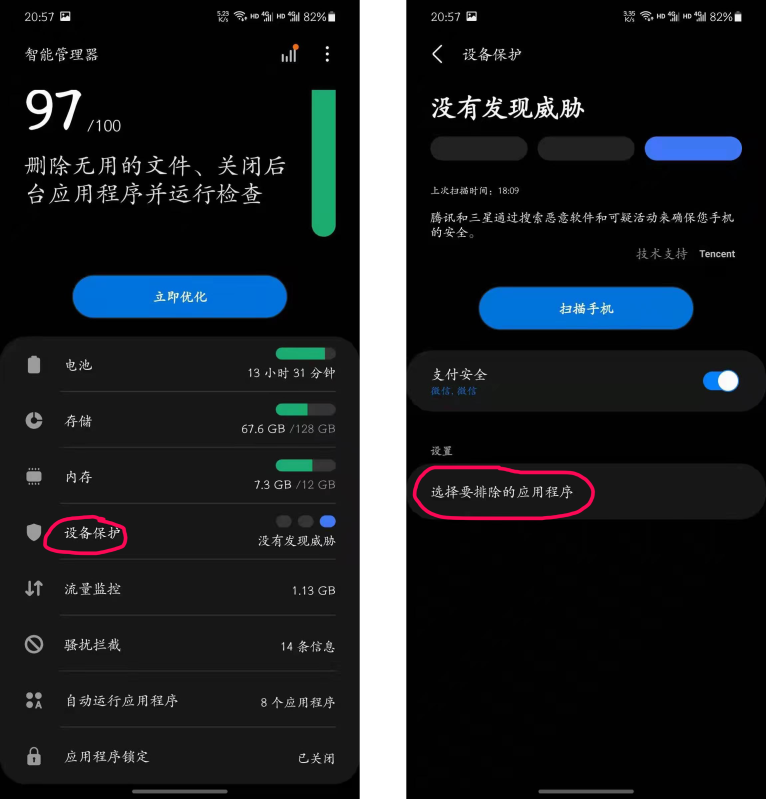 20:57
5.23 K/s HD 4G HD 4G 82%
智能管理器
97/100
删除无用的文件、关闭后
台应用程序并运行检查
立即优化
电池
13 小时 31 分钟
存储
67.6 GB /128 GB
内存
7.3 GB /12 GB
设备保护
没有发现威胁
流量监控
1.13 GB
骚扰拦截
14 条信息
自动运行应用程序
8 个应用程序
应用程序锁定
已关闭
20:57
3.35 K/s HD 4G HD 4G 82%
设备保护
没有发现威胁
上次扫描时间：18:09
腾讯和三星通过搜索恶意软件和可疑活动来确保您手机
的安全。
技术支持 Tencent
扫描手机
支付安全
微信, 微信
设置
选择要排除的应用程序